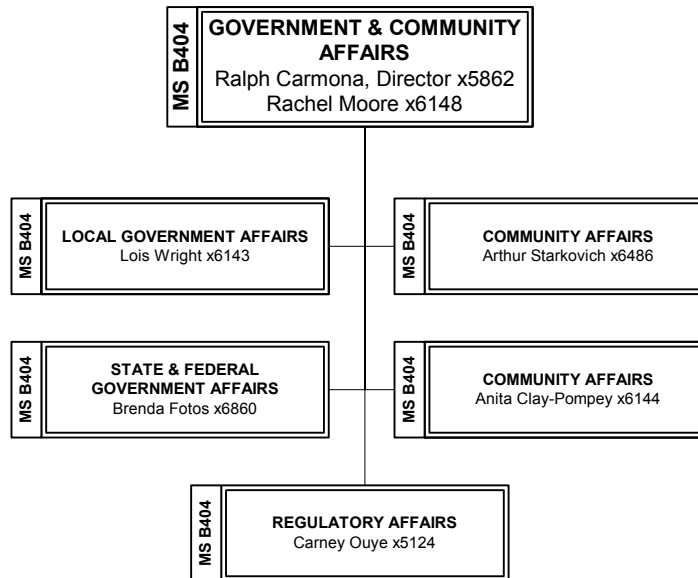 MS B404
GOVERNMENT & COMMUNITY
AFFAIRS
Ralph Carmona, Director x5862
Rachel Moore x6148
MS B404
LOCAL GOVERNMENT AFFAIRS
Lois Wright x6143
MS B404
COMMUNITY AFFAIRS
Arthur Starkovich x6486
MS B404
STATE & FEDERAL
GOVERNMENT AFFAIRS
Brenda Fotos x6860
MS B404
COMMUNITY AFFAIRS
Anita Clay-Pompey x6144
MS B404
REGULATORY AFFAIRS
Carney Ouye x5124